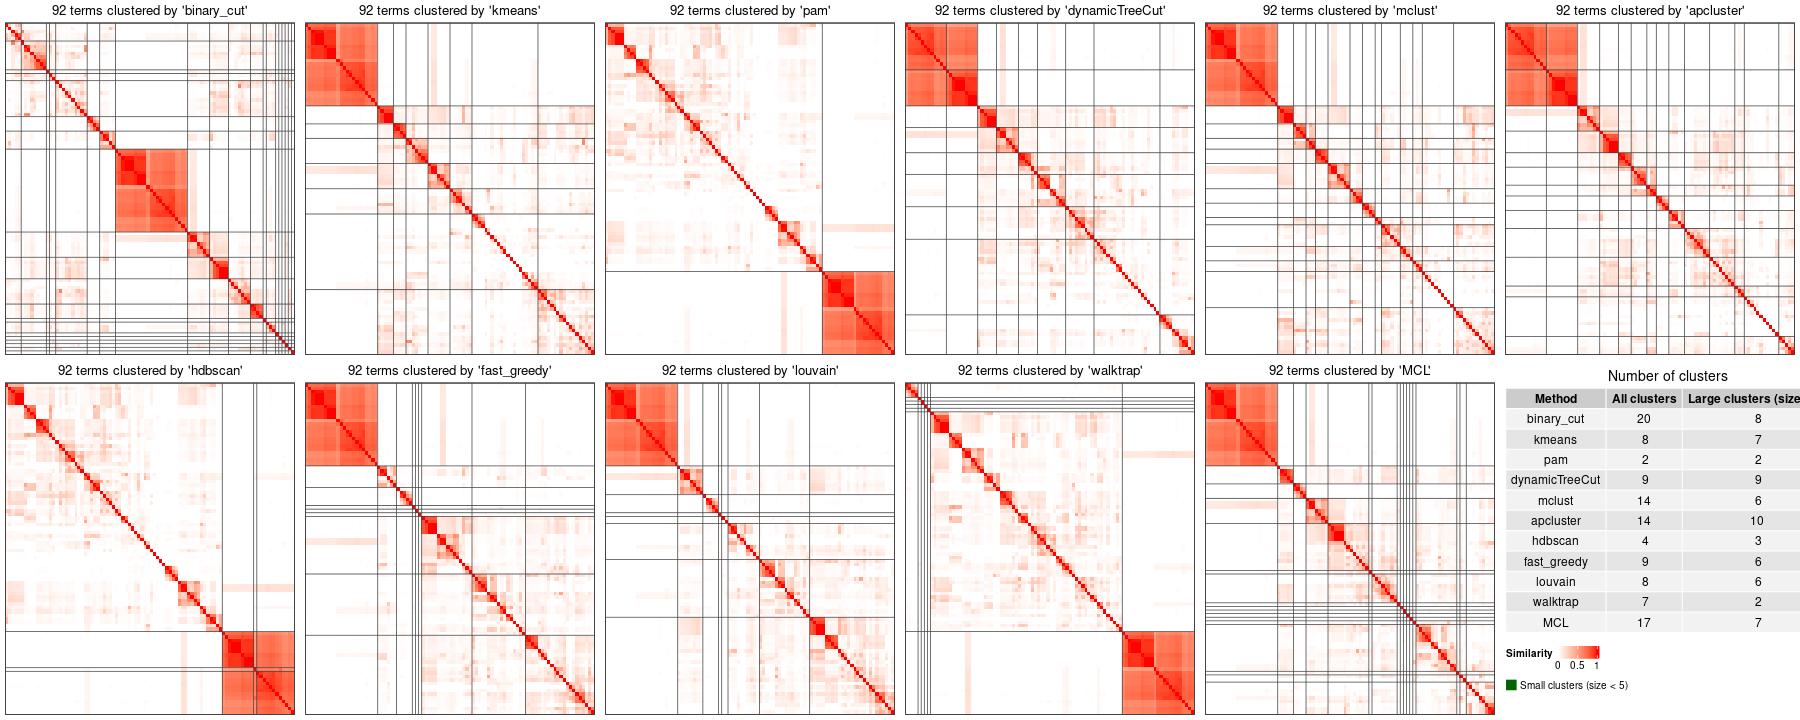 92 terms clustered by 'binary_cut'
92 terms clustered by 'kmeans'
92 terms clustered by 'pam'
92 terms clustered by 'dynamicTreeCut'
92 terms clustered by 'mclust'
92 terms clustered by 'apcluster'
92 terms clustered by 'hdbscan'
92 terms clustered by 'fast_greedy'
92 terms clustered by 'louvain'
92 terms clustered by 'walktrap'
92 terms clustered by 'MCL'
Number of clusters
Method All clusters Large clusters (size
binary_cut 20 8
kmeans 8 7
pam 2 2
dynamicTreeCut 9 9
mclust 14 6
apcluster 14 10
hdbscan 4 3
fast_greedy 9 6
louvain 8 6
walktrap 7 2
MCL 17 7
Similarity
0 0.5 1
Small clusters (size < 5)